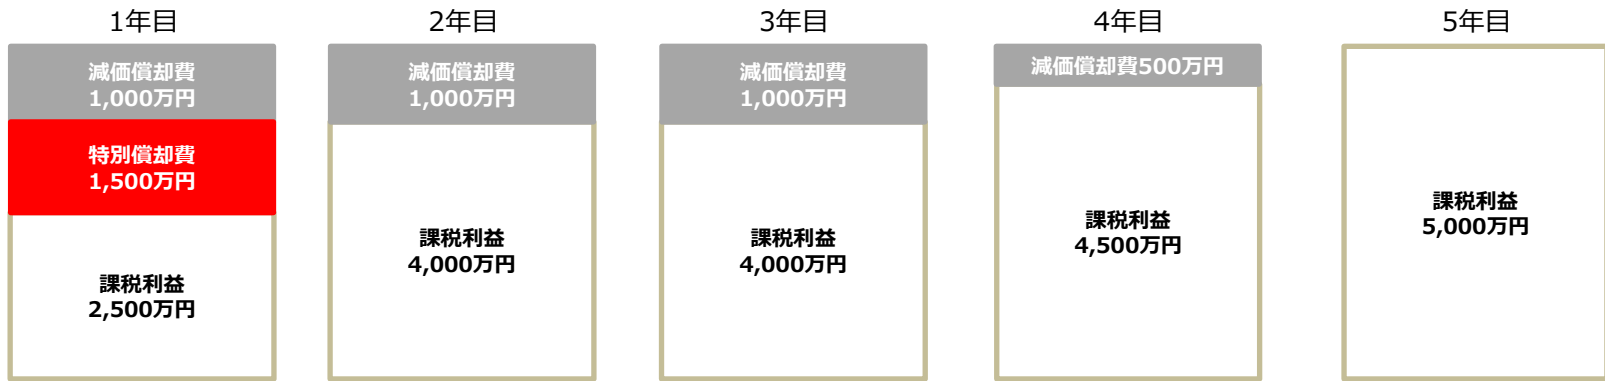 1年目
減価償却費
1,000万円
特別償却費
1,500万円
課税利益
2,500万円
2年目
減価償却費
1,000万円
課税利益
4,000万円
3年目
減価償却費
1,000万円
課税利益
4,000万円
4年目
減価償却費500万円
課税利益
4,500万円
5年目
課税利益
5,000万円